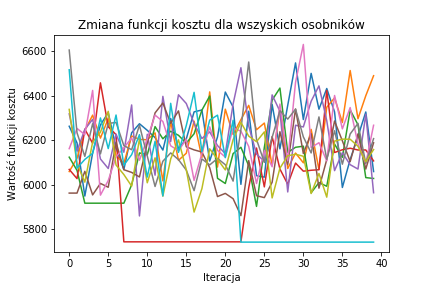 Zmiana funkcji kosztu dla wszyskich osobników
Wartość funkcji kosztu
6600
6400
6200
6000
5800
0 5 10 15 20 25 30 35 40
Iteracja